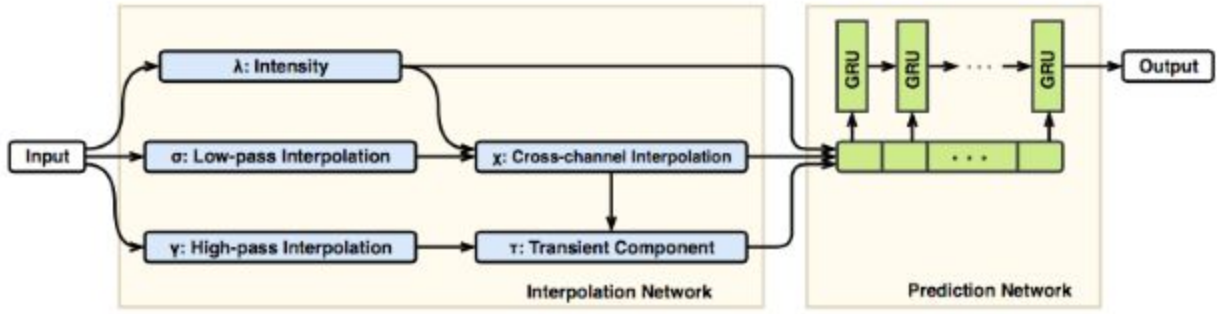 Input
λ: Intensity
σ: Low-pass Interpolation
γ: High-pass Interpolation
χ: Cross-channel Interpolation
τ: Transient Component
Interpolation Network
GRU
GRU
· · ·
GRU
· · ·
Prediction Network
Output